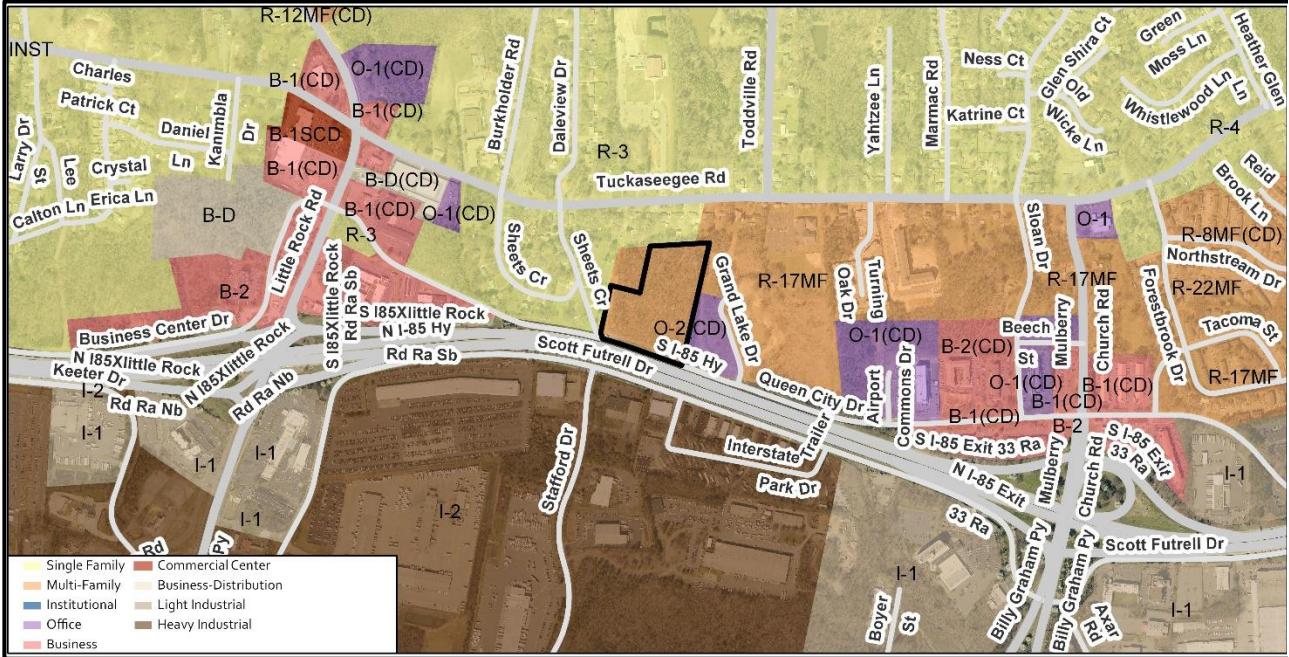 R-12MF(CD)
INST
Charles
B-1(CD)
O-1(CD)
Patrick Ct
Daniel
Ln
Kanimbla
Dr
B-1(CD)
B-1SCD
Larry Dr
St
Lee
Crystal
Calton Ln
Erica Ln
B-1(CD)
B-D
B-D(CD)
B-1(CD)
O-1(CD)
R-3
Little Rock Rd
B-2
Business Center Dr
Burkholder Rd
Daleview Dr
R-3
Tuckaseegee Rd
Toddville Rd
Yahtzee Ln
Marmac Rd
Ness Ct
Katrine Ct
Glen Shira Ct
Old
Wicke Ln
Green
Moss Ln
Whistlewood Ln
Heather Glen
Ln
R-4
Reid
Brook Ln
R-8MF(CD)
Northstream Dr
R-22MF
Tacoma St
R-17MF
Forestbrook Dr
O-1
Sloan Dr
R-17MF
Church Rd
Mulberry
Beech
St
Sheets Cr
Sheets Cr
Grand Lake Dr
R-17MF
Oak Dr
Turning
O-2(CD)
S I-85 Hy
Queen City Dr
O-1(CD)
Airport
Commons Dr
B-2(CD)
O-1(CD)
B-1(CD)
B-1(CD)
B-1(CD)
B-2
S I85Xlittle Rock
Rd Ra Sb
S I85Xlittle Rock
N I-85 Hy
Rd Ra Sb
N I85Xlittle Rock
Keeter Dr
Rd Ra Nb
N I85Xlittle Rock
Rd Ra Nb
Scott Futrell Dr
S I-85 Exit 33 Ra
S I-85 Exit
33 Ra
N I-85 Exit
33 Ra
Mulberry
Church Rd
Scott Futrell Dr
I-2
I-1
I-1
I-1
I-2
Stafford Dr
Interstate
Trailer
Park Dr
I-1
Boyer
St
Billy Graham Py
Billy Graham Py
Axar
Rd
I-1
I-1
Rd
Py
Single Family
Multi-Family
Institutional
Office
Business
Commercial Center
Business-Distribution
Light Industrial
Heavy Industrial